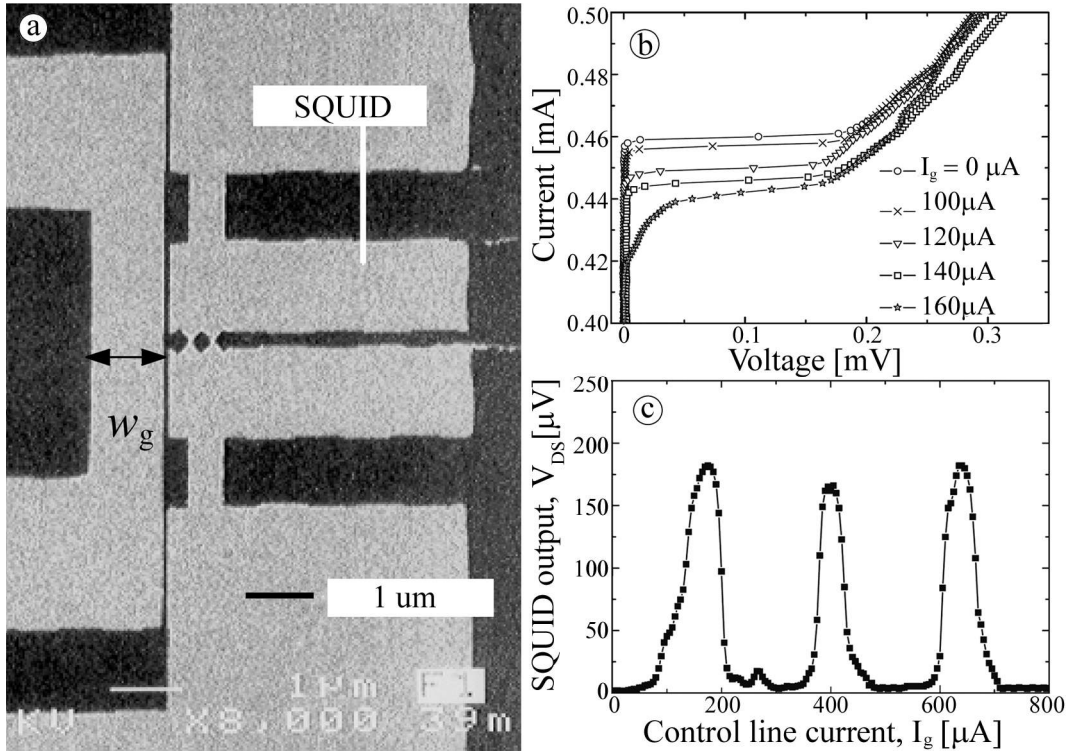 a
SQUID
w_g
1 um
1μm F1
kV X8,000 39mm
b
Current [mA]
0.50
0.48
0.46
0.44
0.42
0.40
I_g = 0 μA
100μA
120μA
140μA
160μA
0 0.1 0.2 0.3
Voltage [mV]
c
SQUID output, V_DS [μV]
250
200
150
100
50
0
0 200 400 600 800
Control line current, I_g [μA]